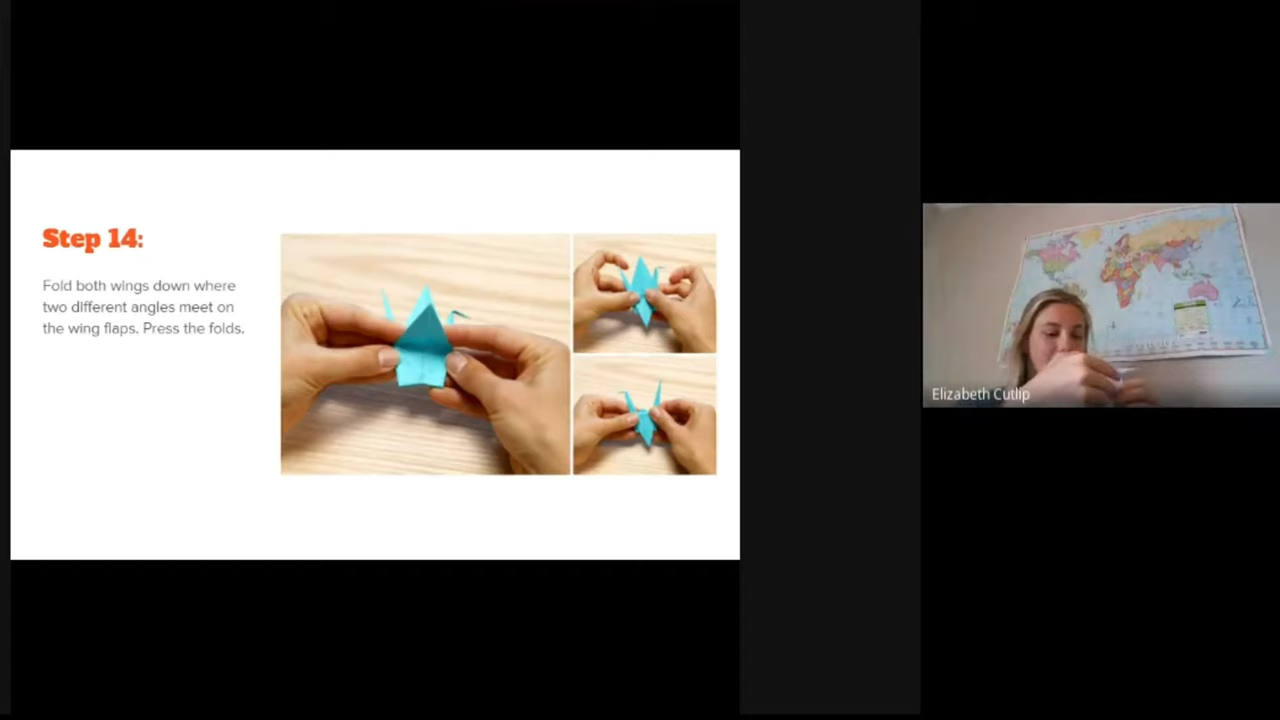 Step 14:
Fold both wings down where
two different angles meet on
the wing flaps. Press the folds.
Elizabeth Cutlip